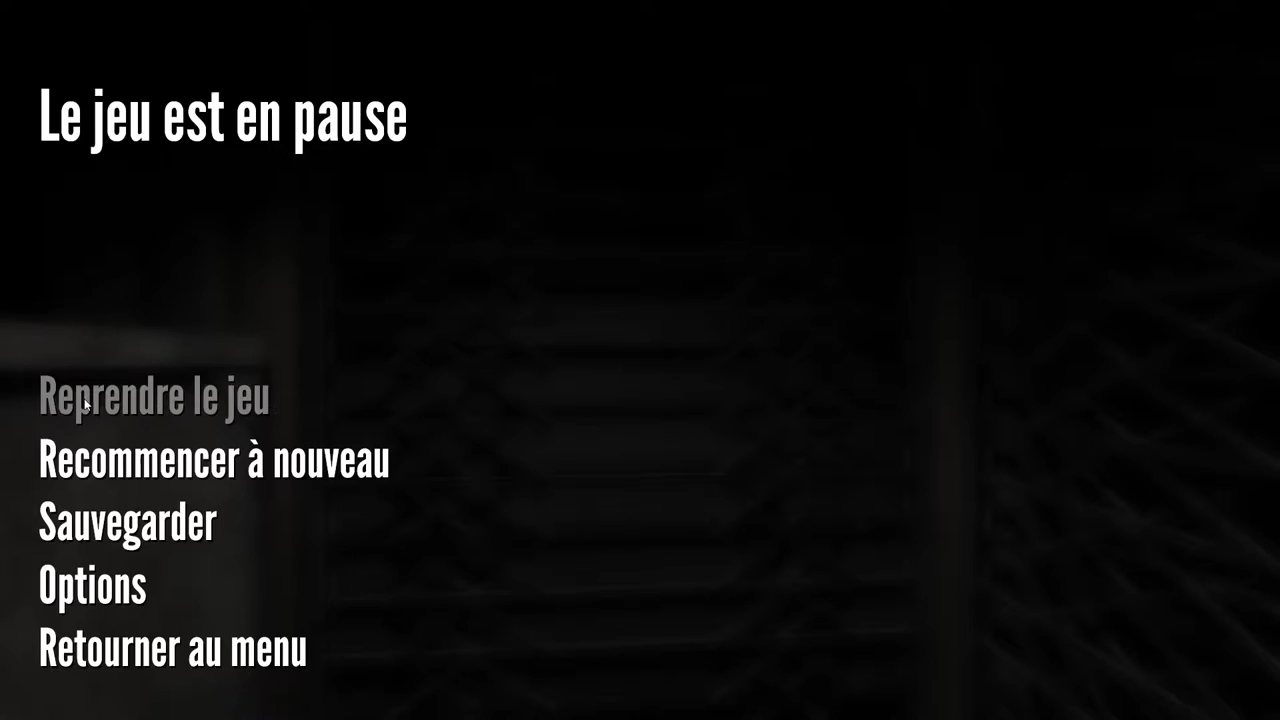 Le jeu est en pause
Reprendre le jeu
Recommencer à nouveau
Sauvegarder
Options
Retourner au menu